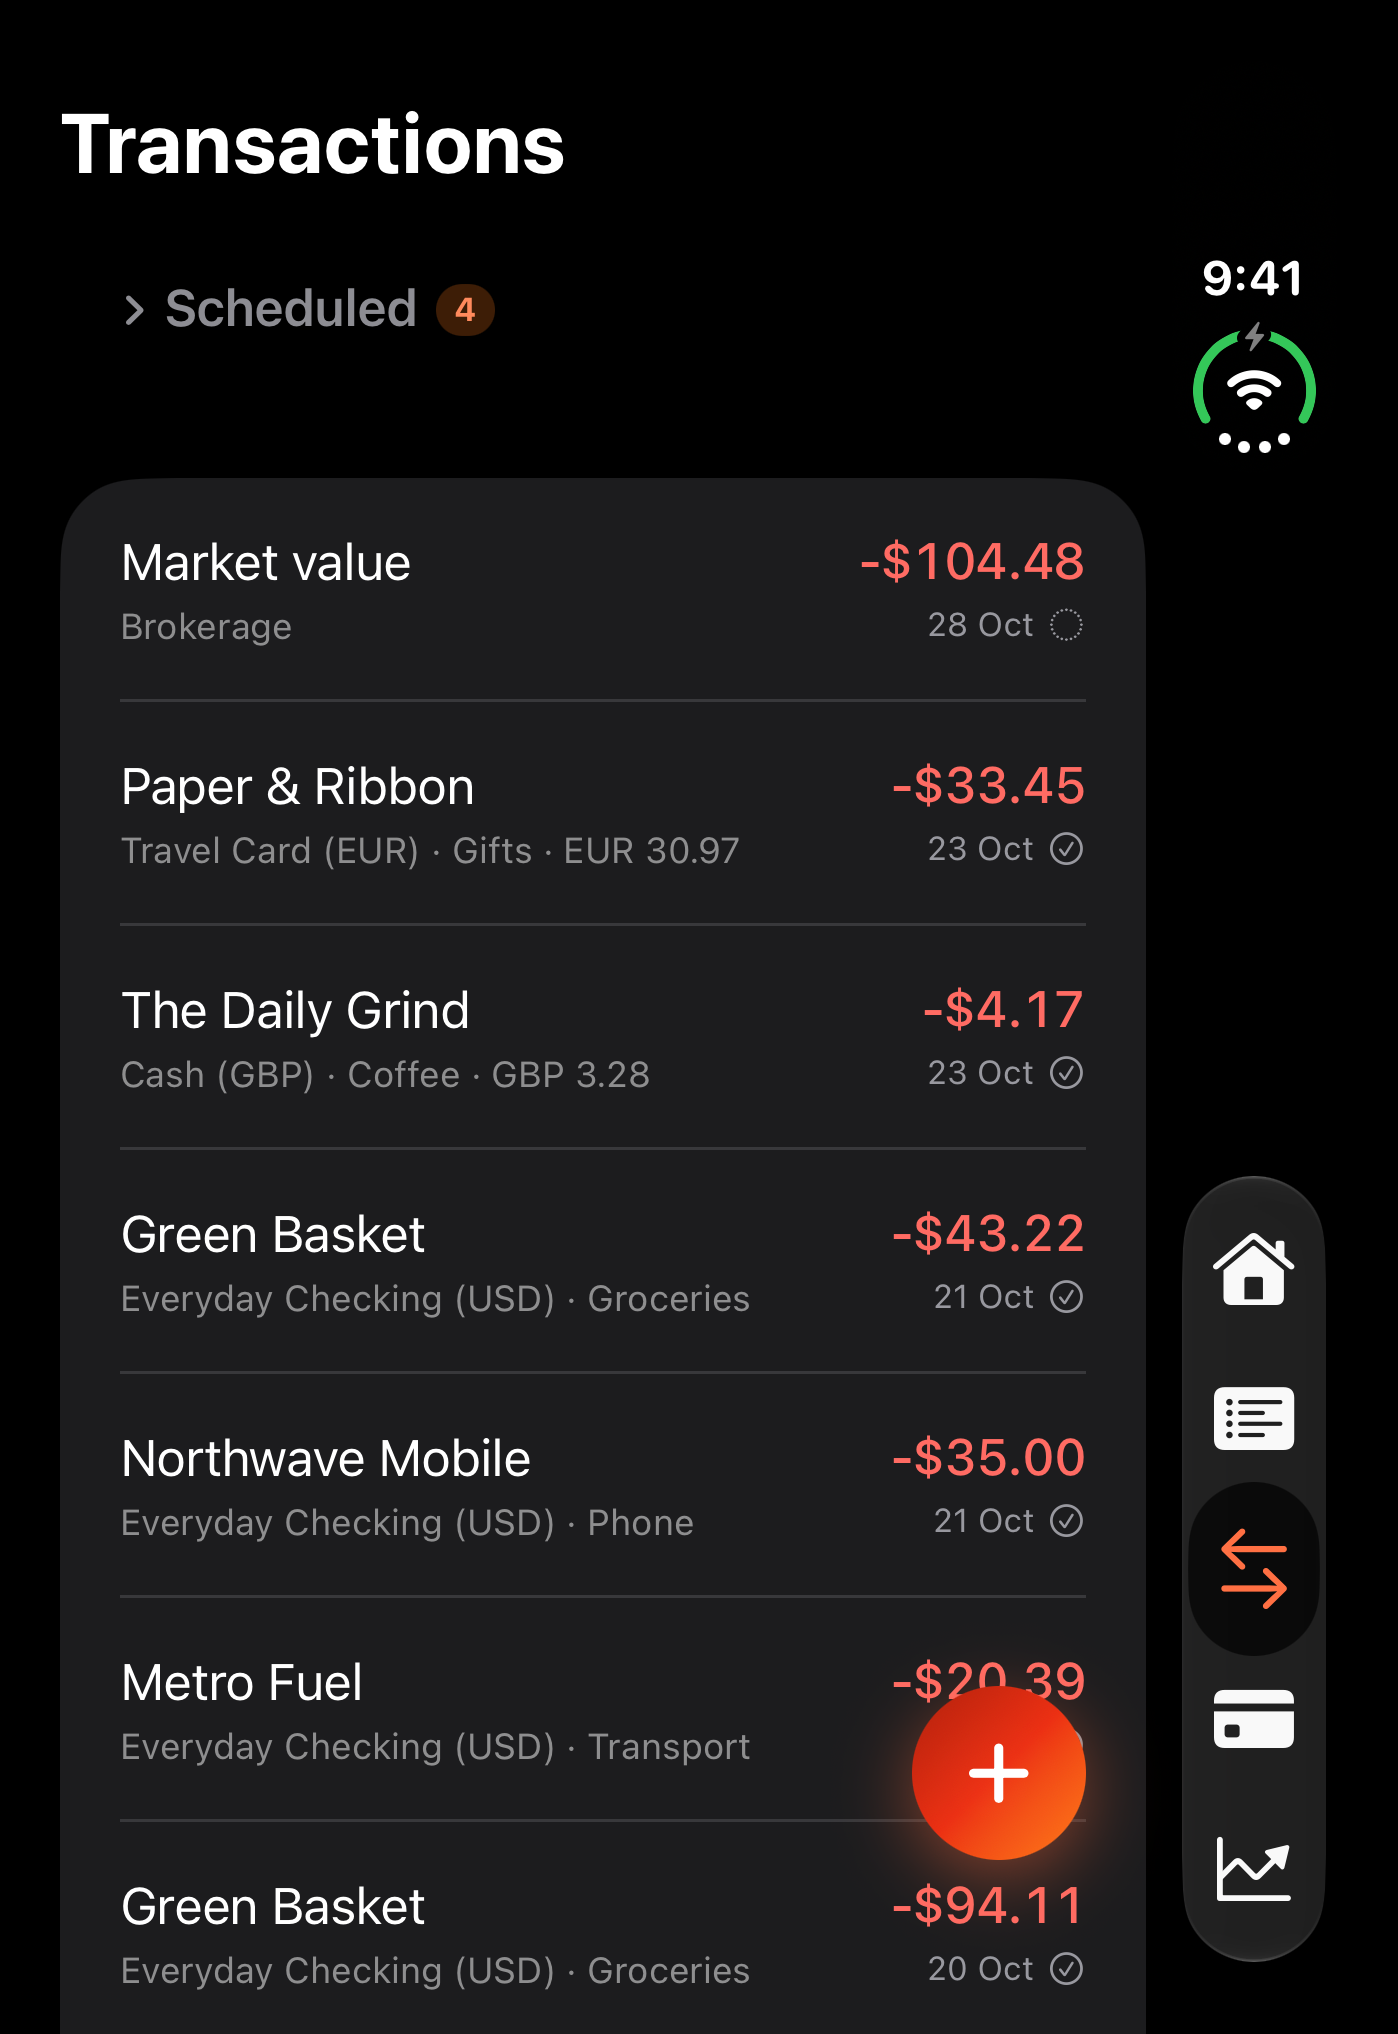 Transactions
Scheduled 4
9:41
Market value -$104.48
Brokerage 28 Oct
Paper & Ribbon -$33.45
Travel Card (EUR) · Gifts · EUR 30.97 23 Oct
The Daily Grind -$4.17
Cash (GBP) · Coffee · GBP 3.28 23 Oct
Green Basket -$43.22
Everyday Checking (USD) · Groceries 21 Oct
Northwave Mobile -$35.00
Everyday Checking (USD) · Phone 21 Oct
Metro Fuel -$20.39
Everyday Checking (USD) · Transport
Green Basket -$94.11
Everyday Checking (USD) · Groceries 20 Oct